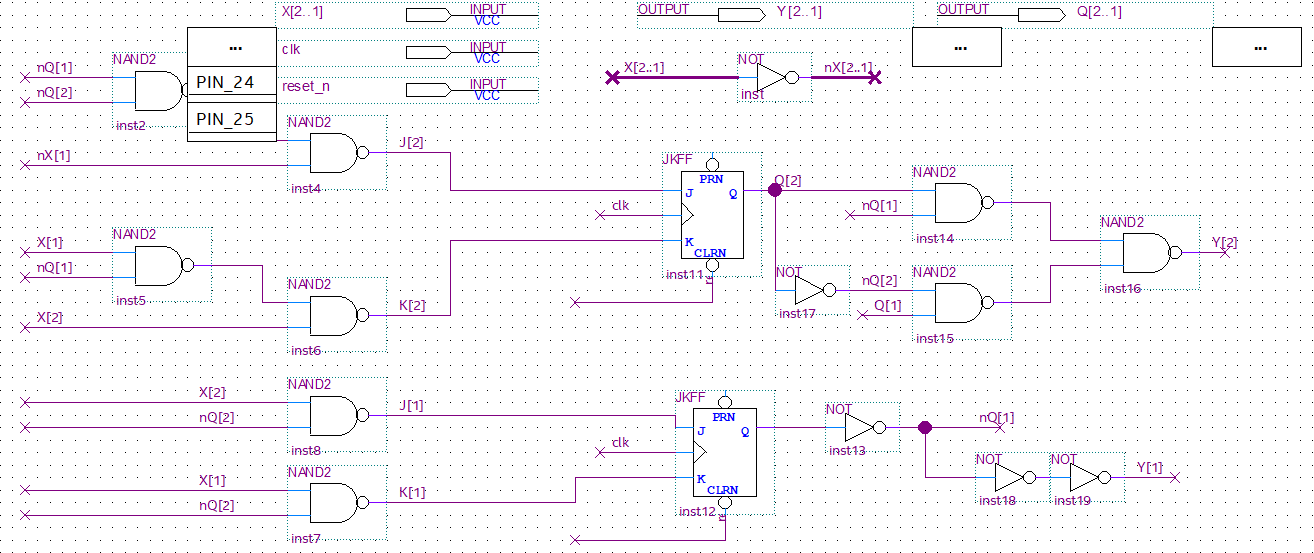 X[2..1] INPUT VCC
OUTPUT Y[2..1]
OUTPUT Q[2..1]
...
clk INPUT VCC
...
...
NAND2
nQ[1]
nQ[2]
inst2
PIN_24
reset_n INPUT VCC
PIN_25
NOT
X[2..1] nX[2..1]
inst
NAND2
J[2]
nX[1]
inst4
JKFF
PRN
J Q
clk
K
CLRN
inst11
Q[2]
NAND2
nQ[1]
inst14
NAND2
Y[2]
inst16
NAND2
X[1]
nQ[1]
inst5
NAND2
K[2]
X[2]
inst6
NOT
nQ[2]
inst17
NAND2
Q[1]
inst15
NAND2
X[2]
J[1]
nQ[2]
inst8
JKFF
PRN
J Q
clk
K
CLRN
inst12
NOT
nQ[1]
inst13
NAND2
X[1]
K[1]
nQ[2]
inst7
NOT
inst18
NOT
Y[1]
inst19